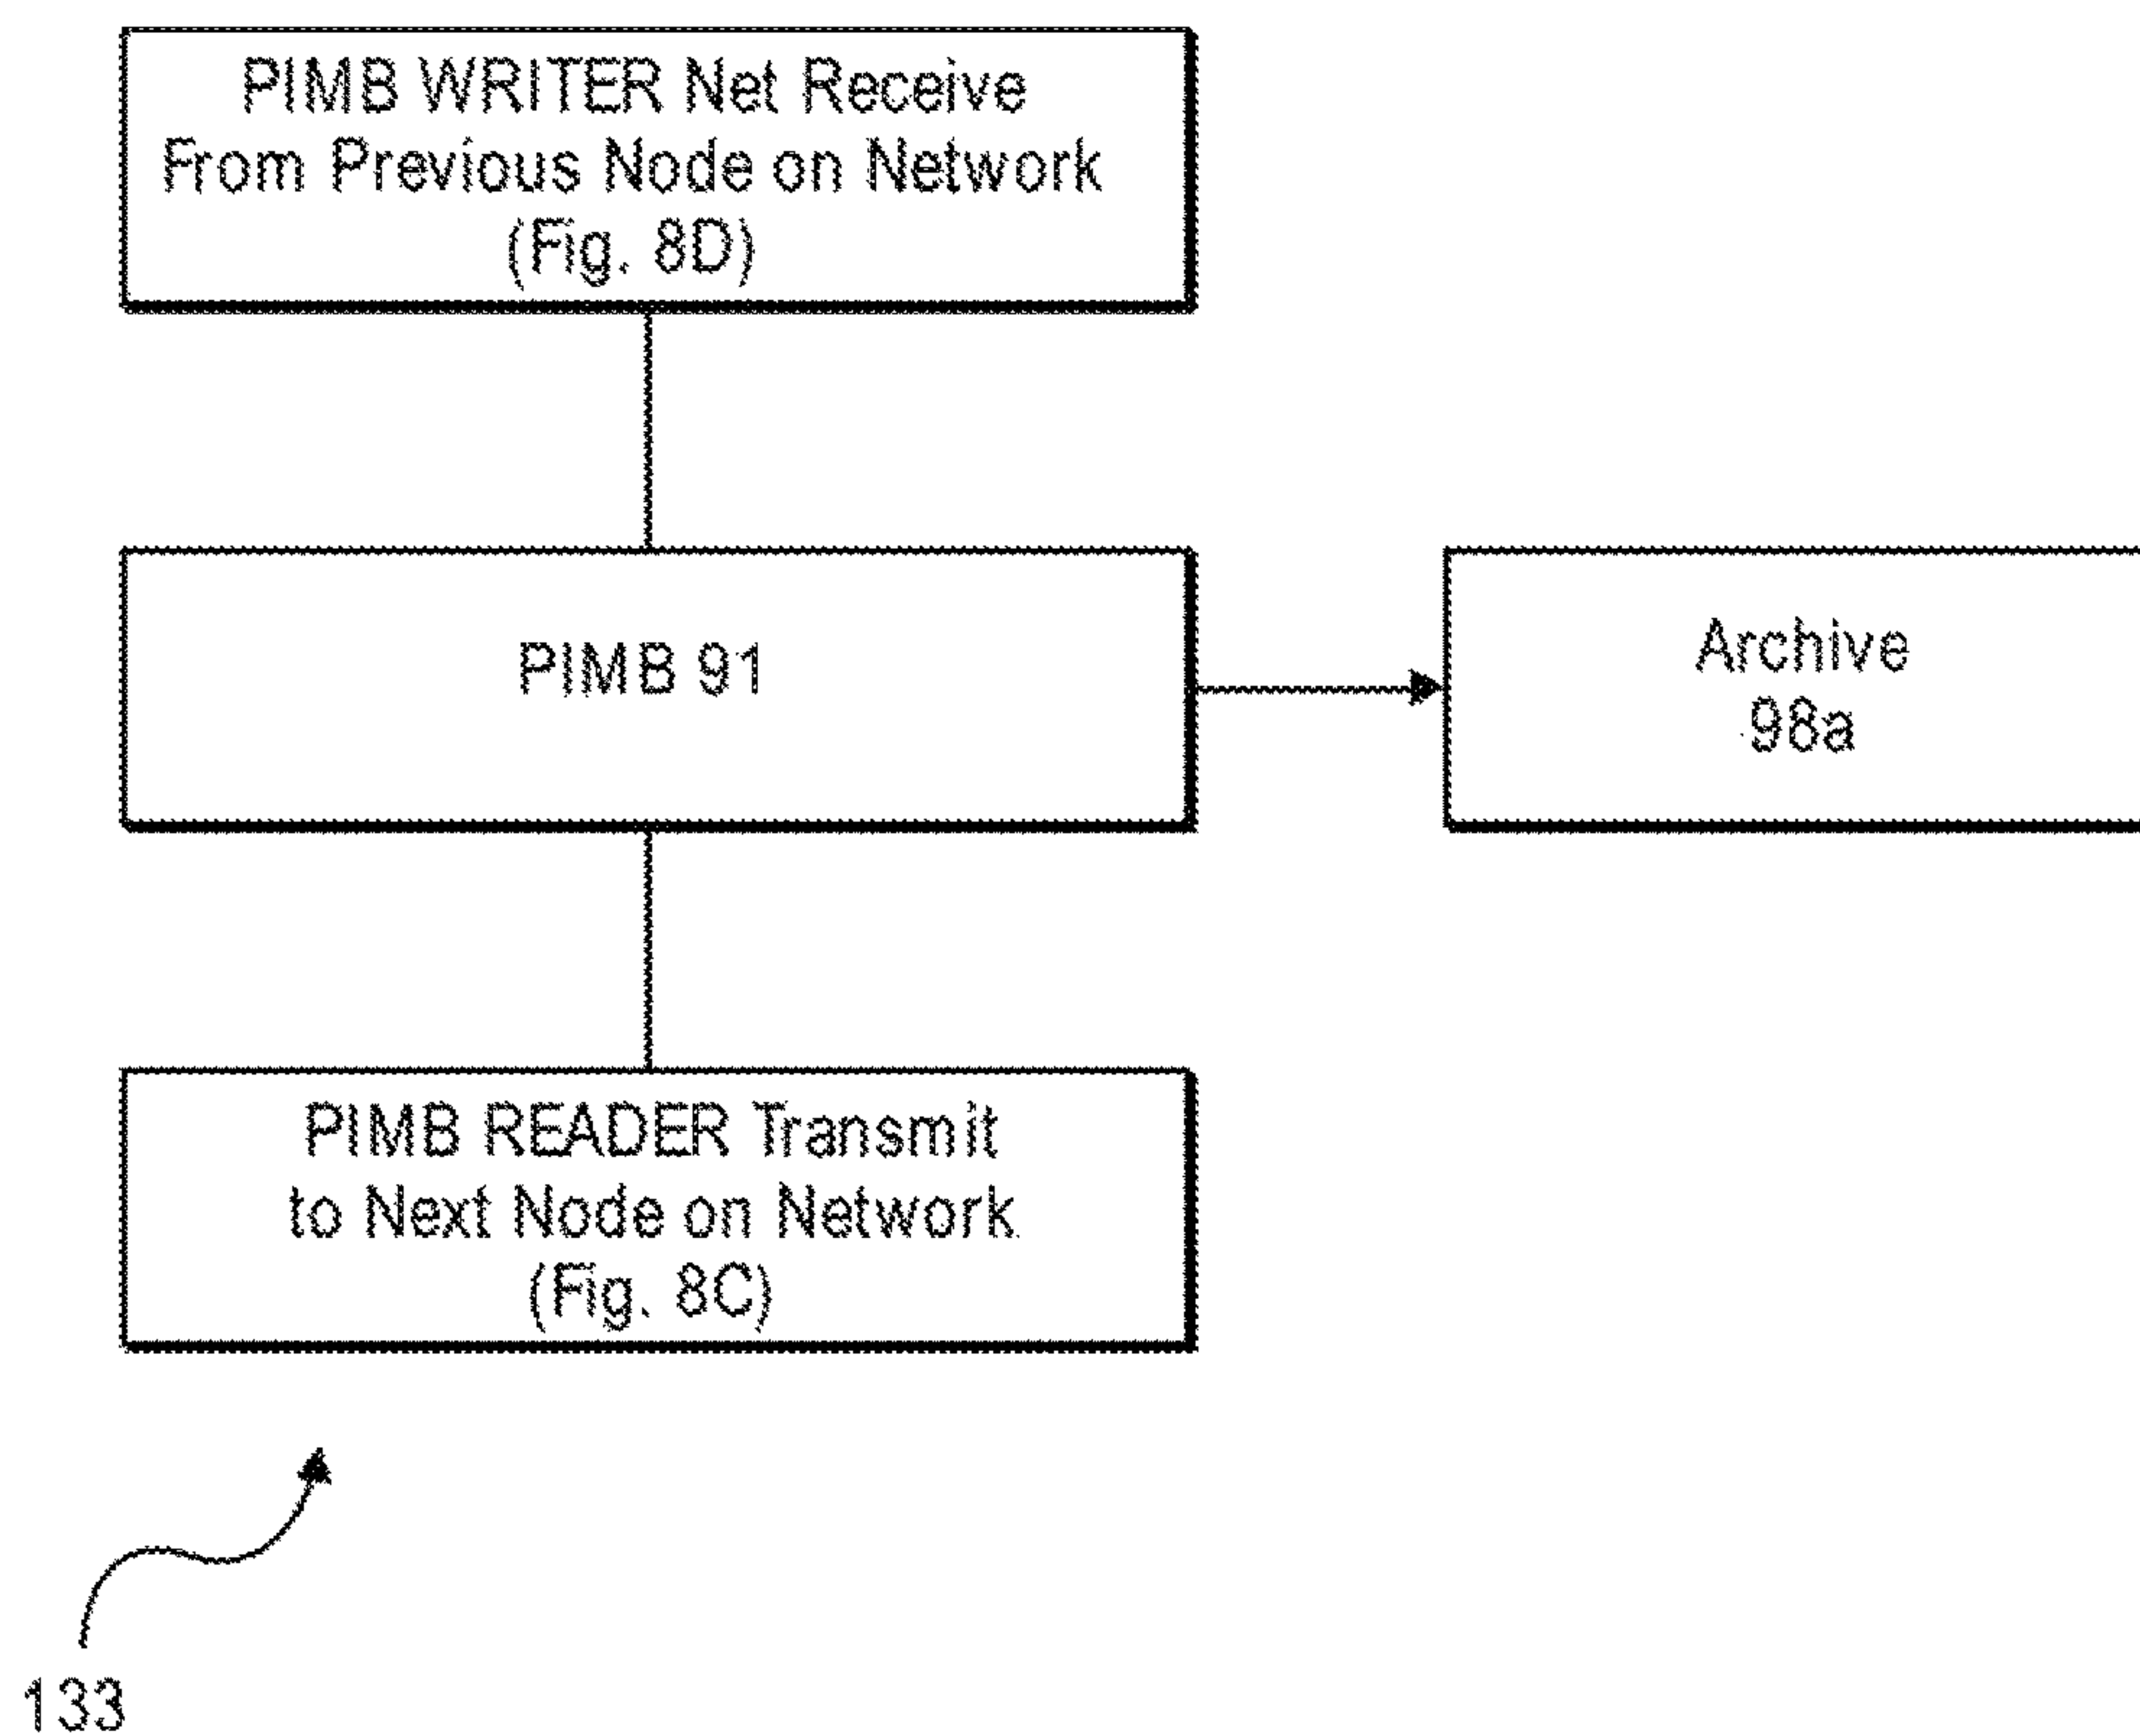 PIMB WRITER Net Receive
From Previous Node on Network
(Fig. 8D)
PIMB 91
Archive
98a
PIMB READER Transmit
to Next Node on Network
(Fig. 8C)
133